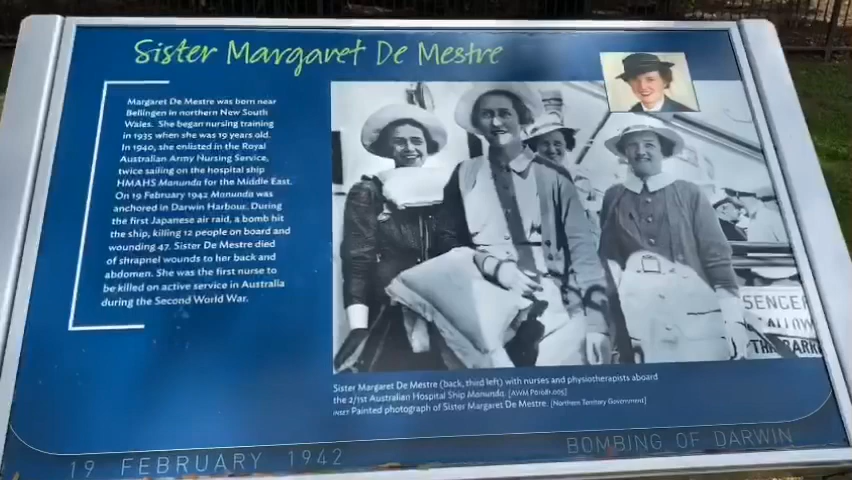 Sister Margaret De Mestre
Margaret De Mestre was born near
Bellingen in northern New South
Wales. She began nursing training
in 1935 when she was 19 years old.
In 1940, she enlisted in the Royal
Australian Army Nursing Service,
twice sailing on the hospital ship
HMAHS Manunda for the Middle East.
On 19 February 1942 Manunda was
anchored in Darwin Harbour. During
the first Japanese air raid, a bomb hit
the ship, killing 12 people on board and
wounding 47. Sister De Mestre died
of shrapnel wounds to her back and
abdomen. She was the first nurse to
be killed on active service in Australia
during the Second World War.
SENGER
ALLOW
THE BARR
Sister Margaret De Mestre (back, third left) with nurses and physiotherapists aboard
the 2/1st Australian Hospital Ship Manunda. [AWM
INSET Painted photograph of Sister Margaret De Mestre. [Northern Territory Government]
19 FEBRUARY 1942
BOMBING OF DARWIN